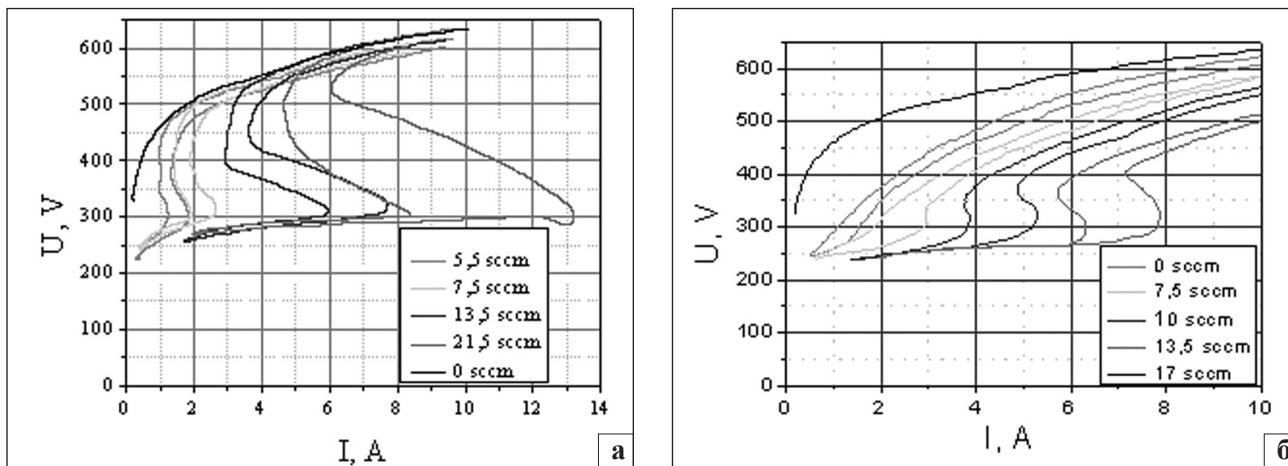 600
500
400
300
200
100
0
U, V
0 2 4 6 8 10 12 14
I, A
5,5 sccm
7,5 sccm
13,5 sccm
21,5 sccm
0 sccm
а
600
500
400
300
200
100
0
U, V
0 2 4 6 8 10
I, A
0 sccm
7,5 sccm
10 sccm
13,5 sccm
17 sccm
б